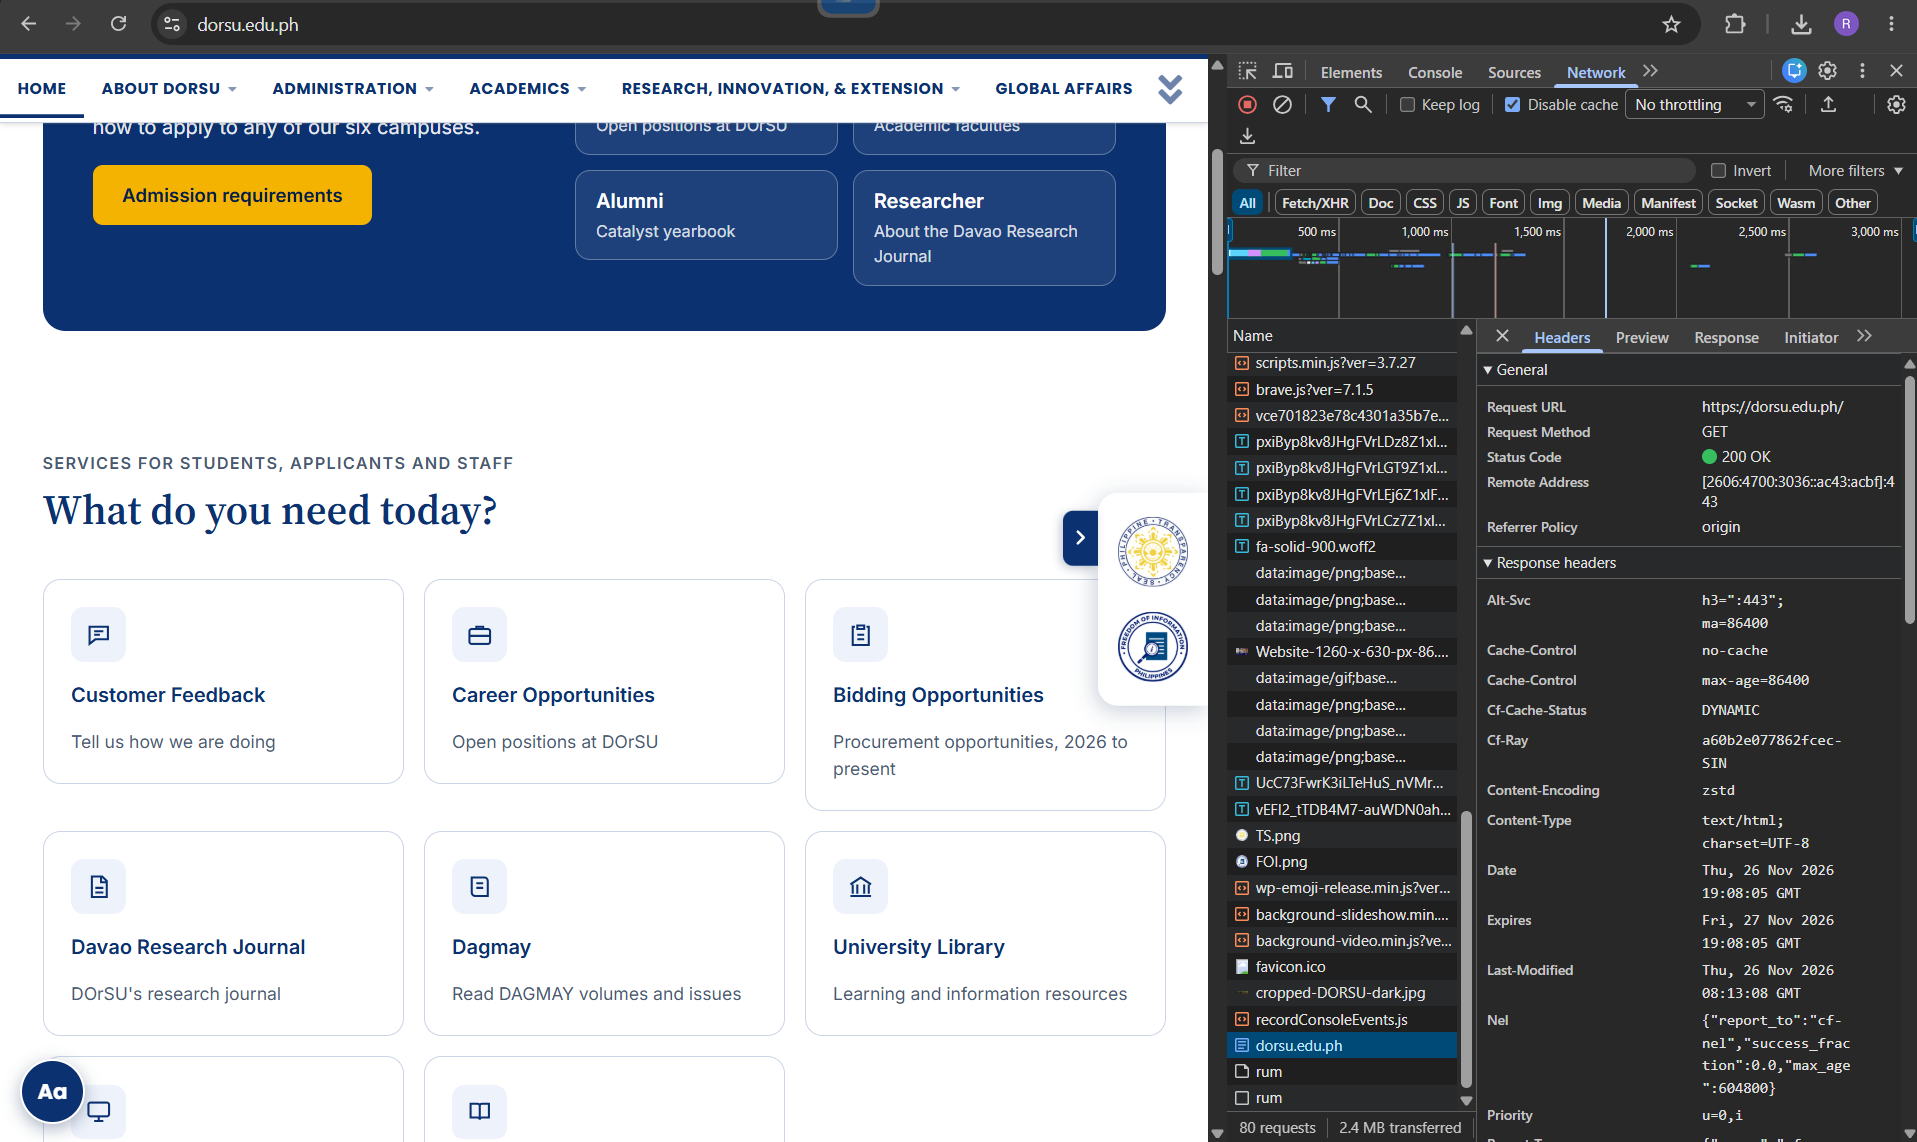 dorsu.edu.ph
R
HOME
ABOUT DORSU
ADMINISTRATION
ACADEMICS
RESEARCH, INNOVATION, & EXTENSION
GLOBAL AFFAIRS
how to apply to any of our six campuses.
Admission requirements
Open positions at DOrSU
Academic faculties
Alumni
Catalyst yearbook
Researcher
About the Davao Research
Journal
SERVICES FOR STUDENTS, APPLICANTS AND STAFF
What do you need today?
PHILIPPINE • TRANSPARENCY • SEAL
FREEDOM OF INFORMATION
PHILIPPINES
Customer Feedback
Tell us how we are doing
Career Opportunities
Open positions at DOrSU
Bidding Opportunities
Procurement opportunities, 2026 to
present
Davao Research Journal
DOrSU's research journal
Dagmay
Read DAGMAY volumes and issues
University Library
Learning and information resources
Aa
Elements
Console
Sources
Network
Keep log
Disable cache
No throttling
Filter
Invert
More filters
All
Fetch/XHR
Doc
CSS
JS
Font
Img
Media
Manifest
Socket
Wasm
Other
500 ms
1,000 ms
1,500 ms
2,000 ms
2,500 ms
3,000 ms
Name
scripts.min.js?ver=3.7.27
brave.js?ver=7.1.5
vce701823e78c4301a35b7e...
pxiByp8kv8JHgFVrLDz8Z1xl...
pxiByp8kv8JHgFVrLGT9Z1xl...
pxiByp8kv8JHgFVrLEj6Z1xlF...
pxiByp8kv8JHgFVrLCz7Z1xl...
fa-solid-900.woff2
data:image/png;base...
data:image/png;base...
data:image/png;base...
Website-1260-x-630-px-86....
data:image/gif;base...
data:image/png;base...
data:image/png;base...
data:image/png;base...
UcC73FwrK3iLTeHuS_nVMr...
vEFI2_tTDB4M7-auWDN0ah...
TS.png
FOI.png
wp-emoji-release.min.js?ver...
background-slideshow.min....
background-video.min.js?ve...
favicon.ico
cropped-DORSU-dark.jpg
recordConsoleEvents.js
dorsu.edu.ph
rum
rum
80 requests
2.4 MB transferred
Headers
Preview
Response
Initiator
General
Request URL
https://dorsu.edu.ph/
Request Method
GET
Status Code
200 OK
Remote Address
[2606:4700:3036::ac43:acbf]:4
43
Referrer Policy
origin
Response headers
Alt-Svc
h3=":443";
ma=86400
Cache-Control
no-cache
Cache-Control
max-age=86400
Cf-Cache-Status
DYNAMIC
Cf-Ray
a60b2e077862fcec-
SIN
Content-Encoding
zstd
Content-Type
text/html;
charset=UTF-8
Date
Thu, 26 Nov 2026
19:08:05 GMT
Expires
Fri, 27 Nov 2026
19:08:05 GMT
Last-Modified
Thu, 26 Nov 2026
08:13:08 GMT
Nel
{"report_to":"cf-
nel","success_frac
tion":0.0,"max_age
":604800}
Priority
u=0,i